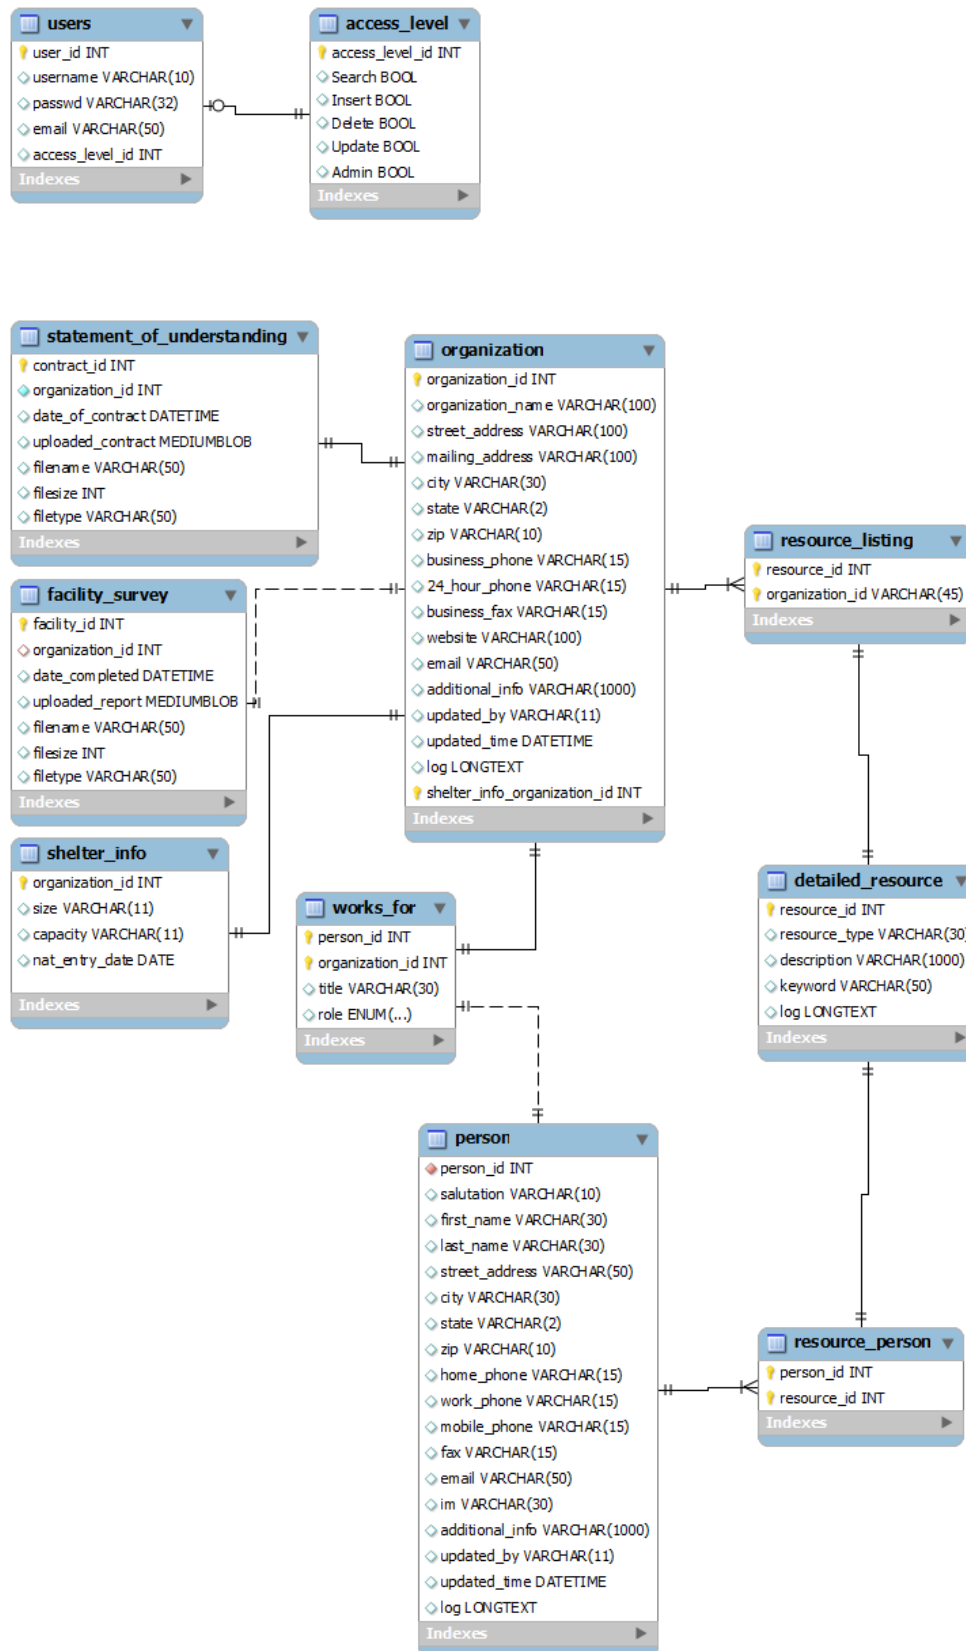 users
user_id INT
username VARCHAR(10)
passwd VARCHAR(32)
email VARCHAR(50)
access_level_id INT
Indexes
access_level
access_level_id INT
Search BOOL
Insert BOOL
Delete BOOL
Update BOOL
Admin BOOL
Indexes
statement_of_understanding
contract_id INT
organization_id INT
date_of_contract DATETIME
uploaded_contract MEDIUMBLOB
filename VARCHAR(50)
filesize INT
filetype VARCHAR(50)
Indexes
organization
organization_id INT
organization_name VARCHAR(100)
street_address VARCHAR(100)
mailing_address VARCHAR(100)
city VARCHAR(30)
state VARCHAR(2)
zip VARCHAR(10)
business_phone VARCHAR(15)
24_hour_phone VARCHAR(15)
business_fax VARCHAR(15)
website VARCHAR(100)
email VARCHAR(50)
additional_info VARCHAR(1000)
updated_by VARCHAR(11)
updated_time DATETIME
log LONGTEXT
shelter_info_organization_id INT
Indexes
resource_listing
resource_id INT
organization_id VARCHAR(45)
Indexes
facility_survey
facility_id INT
organization_id INT
date_completed DATETIME
uploaded_report MEDIUMBLOB
filename VARCHAR(50)
filesize INT
filetype VARCHAR(50)
Indexes
shelter_info
organization_id INT
size VARCHAR(11)
capacity VARCHAR(11)
nat_entry_date DATE
Indexes
works_for
person_id INT
organization_id INT
title VARCHAR(30)
role ENUM(...)
Indexes
detailed_resource
resource_id INT
resource_type VARCHAR(30)
description VARCHAR(1000)
keyword VARCHAR(50)
log LONGTEXT
Indexes
person
person_id INT
salutation VARCHAR(10)
first_name VARCHAR(30)
last_name VARCHAR(30)
street_address VARCHAR(50)
city VARCHAR(30)
state VARCHAR(2)
zip VARCHAR(10)
home_phone VARCHAR(15)
work_phone VARCHAR(15)
mobile_phone VARCHAR(15)
fax VARCHAR(15)
email VARCHAR(50)
im VARCHAR(30)
additional_info VARCHAR(1000)
updated_by VARCHAR(11)
updated_time DATETIME
log LONGTEXT
Indexes
resource_person
person_id INT
resource_id INT
Indexes